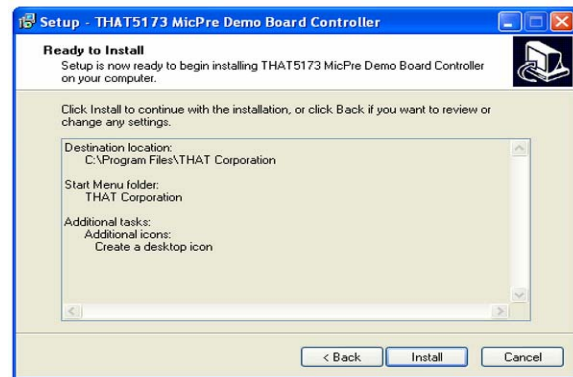 Setup - THAT5173 MicPre Demo Board Controller
Ready to Install
Setup is now ready to begin installing THAT5173 MicPre Demo Board Controller
on your computer.
Click Install to continue with the installation, or click Back if you want to review or
change any settings.
Destination location:
C:\Program Files\THAT Corporation
Start Menu folder:
THAT Corporation
Additional tasks:
Additional icons:
Create a desktop icon
< Back Install Cancel